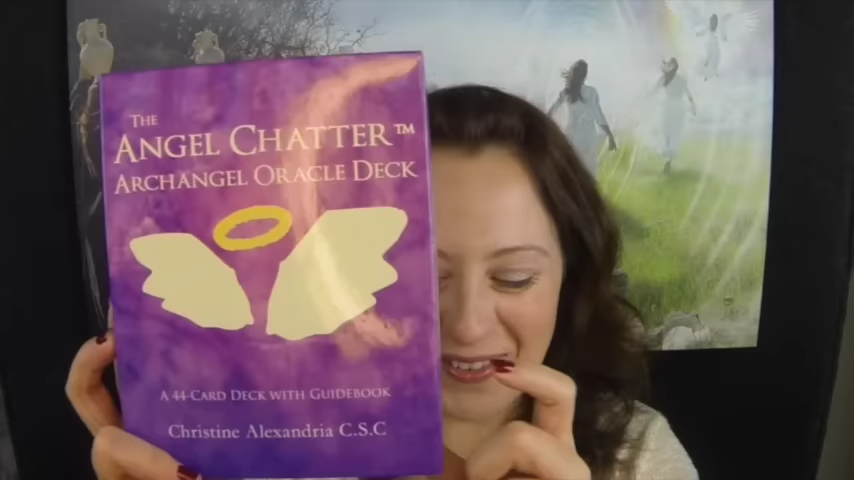 THE
ANGEL CHATTER™
ARCHANGEL ORACLE DECK
A 44-CARD DECK WITH GUIDEBOOK
Christine Alexandria C.S.C